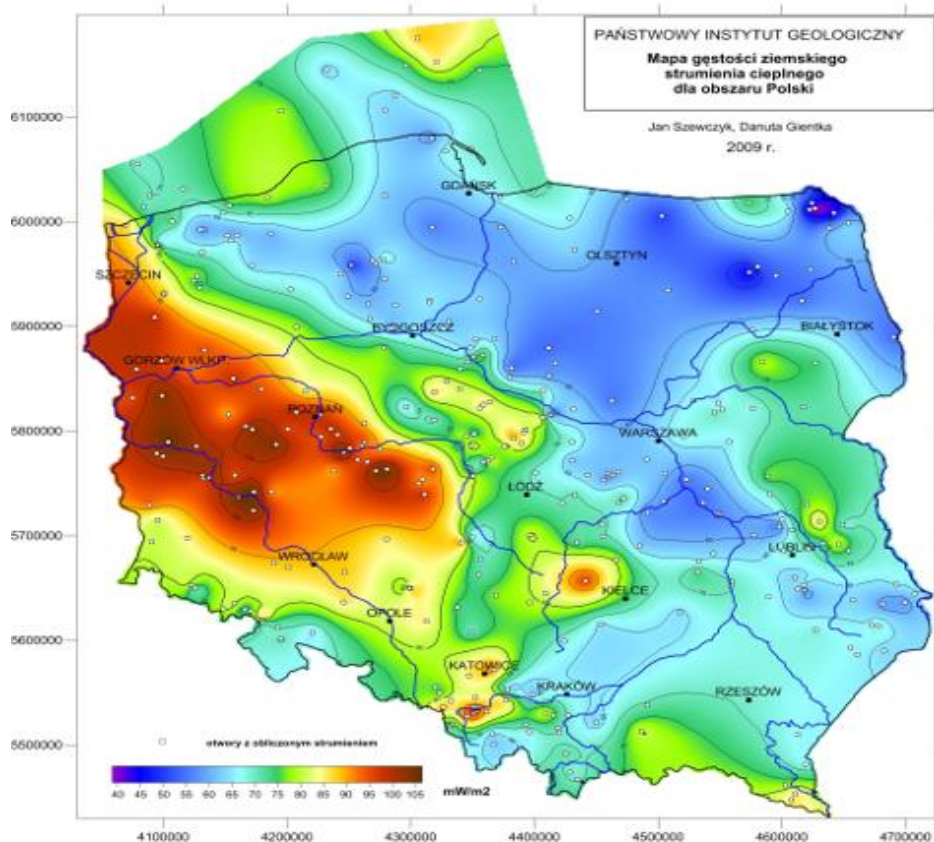 PAŃSTWOWY INSTYTUT GEOLOGICZNY
Mapa gęstości ziemskiego
strumienia cieplnego
dla obszaru Polski
Jan Szewczyk, Danuta Gientka
2009 r.
6100000
GDAŃSK
6000000
OLSZTYN
SZCZECIN
5900000
BYDGOSZCZ
BIAŁYSTOK
GORZÓW WLKP.
POZNAŃ
5800000
WARSZAWA
ŁÓDŹ
5700000
WROCŁAW
LUBLIN
KIELCE
OPOLE
5600000
KATOWICE
KRAKÓW
RZESZÓW
5500000
otwory z obliczonym strumieniem
40 45 50 55 60 65 70 75 80 85 90 95 100 105
mW/m2
4100000 4200000 4300000 4400000 4500000 4600000 4700000